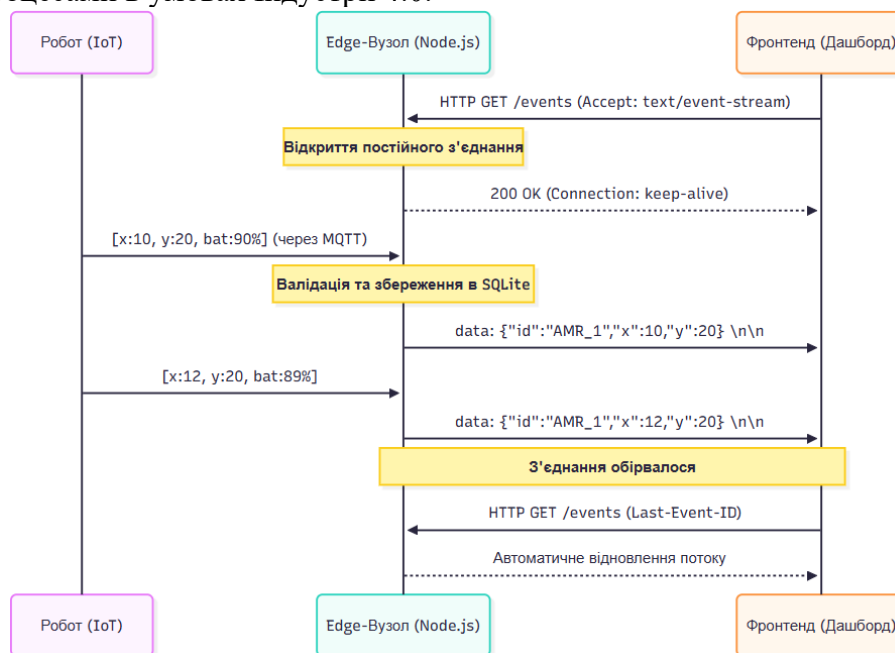 Робот (IoT)
Edge-Вузол (Node.js)
Фронтенд (Дашборд)
HTTP GET /events (Accept: text/event-stream)
Відкриття постійного з'єднання
200 OK (Connection: keep-alive)
[x:10, y:20, bat:90%] (через MQTT)
Валідація та збереження в SQLite
data: {"id":"AMR_1","x":10,"y":20} \n\n
[x:12, y:20, bat:89%]
data: {"id":"AMR_1","x":12,"y":20} \n\n
З'єднання обірвалося
HTTP GET /events (Last-Event-ID)
Автоматичне відновлення потоку
Робот (IoT)
Edge-Вузол (Node.js)
Фронтенд (Дашборд)